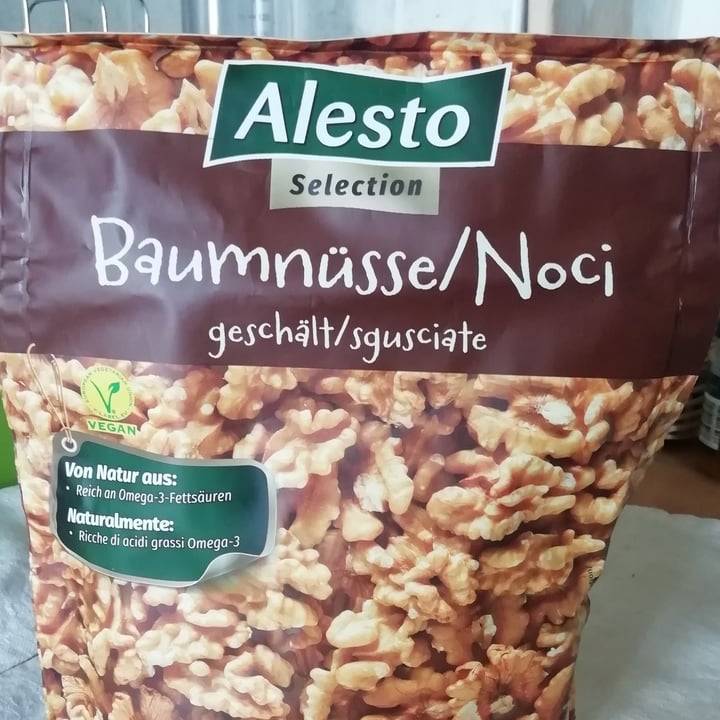 Alesto
Selection
Baumnüsse/Noci
geschält/sgusciate
VEGAN
Von Natur aus:
• Reich an Omega-3-Fettsäuren
Naturalmente:
• Ricche di acidi grassi Omega-3